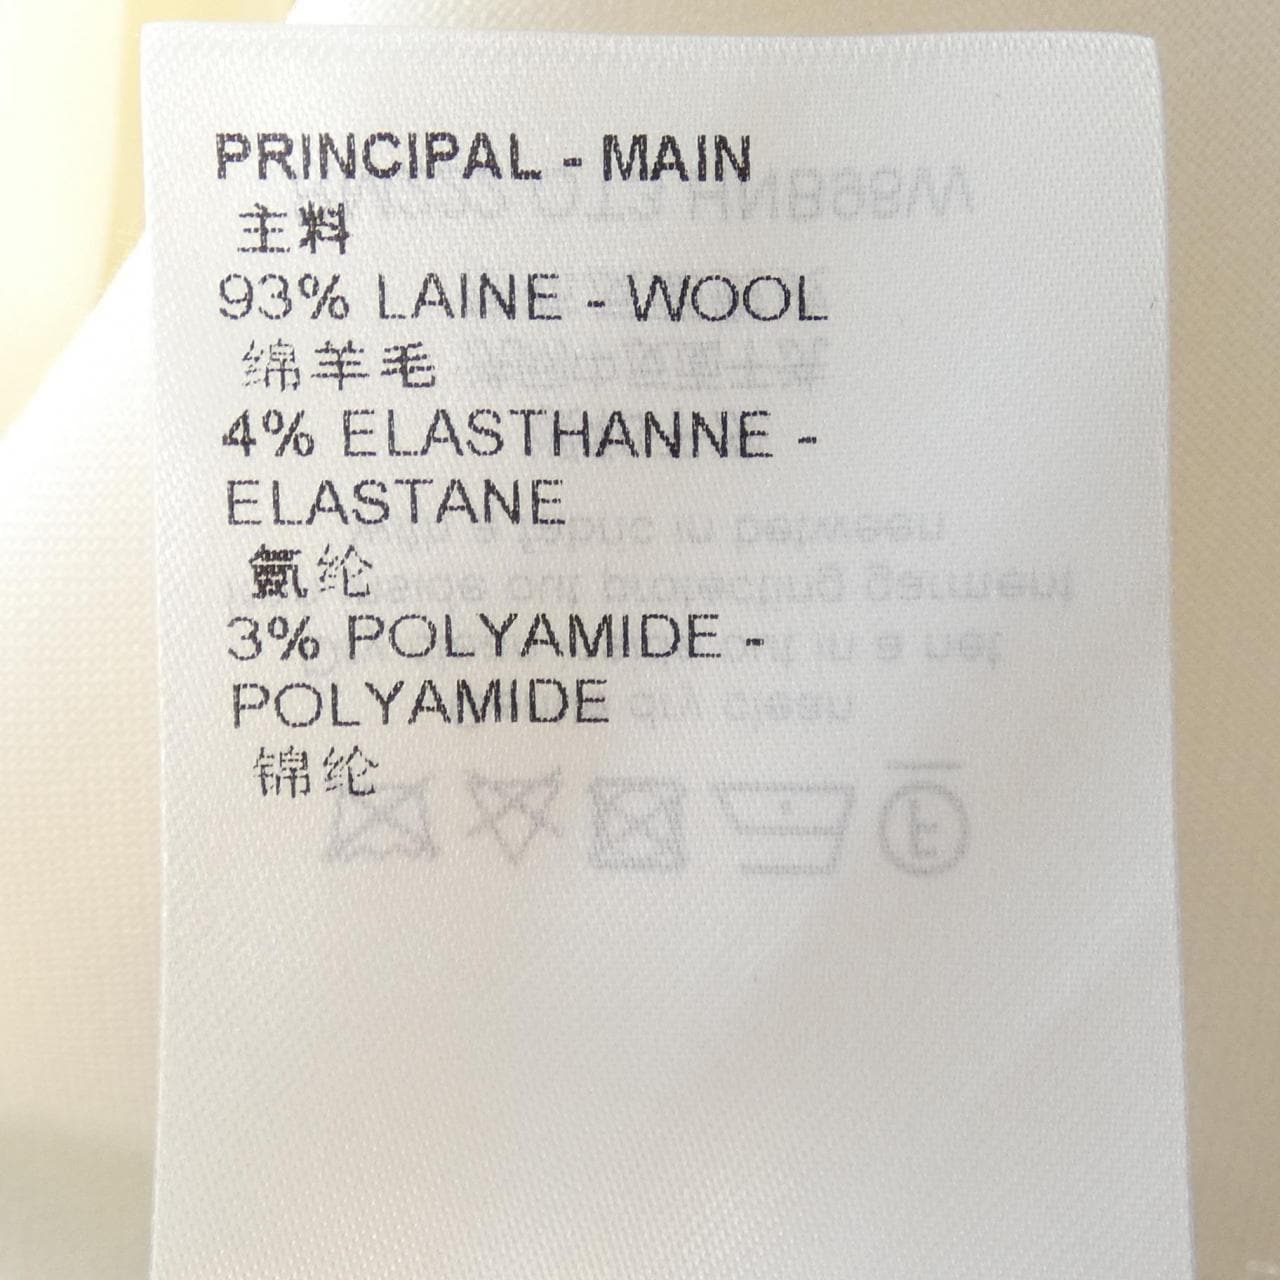 PRINCIPAL - MAIN
主料
93% LAINE - WOOL
绵羊毛
4% ELASTHANNE -
ELASTANE
氨纶
3% POLYAMIDE -
POLYAMIDE
锦纶